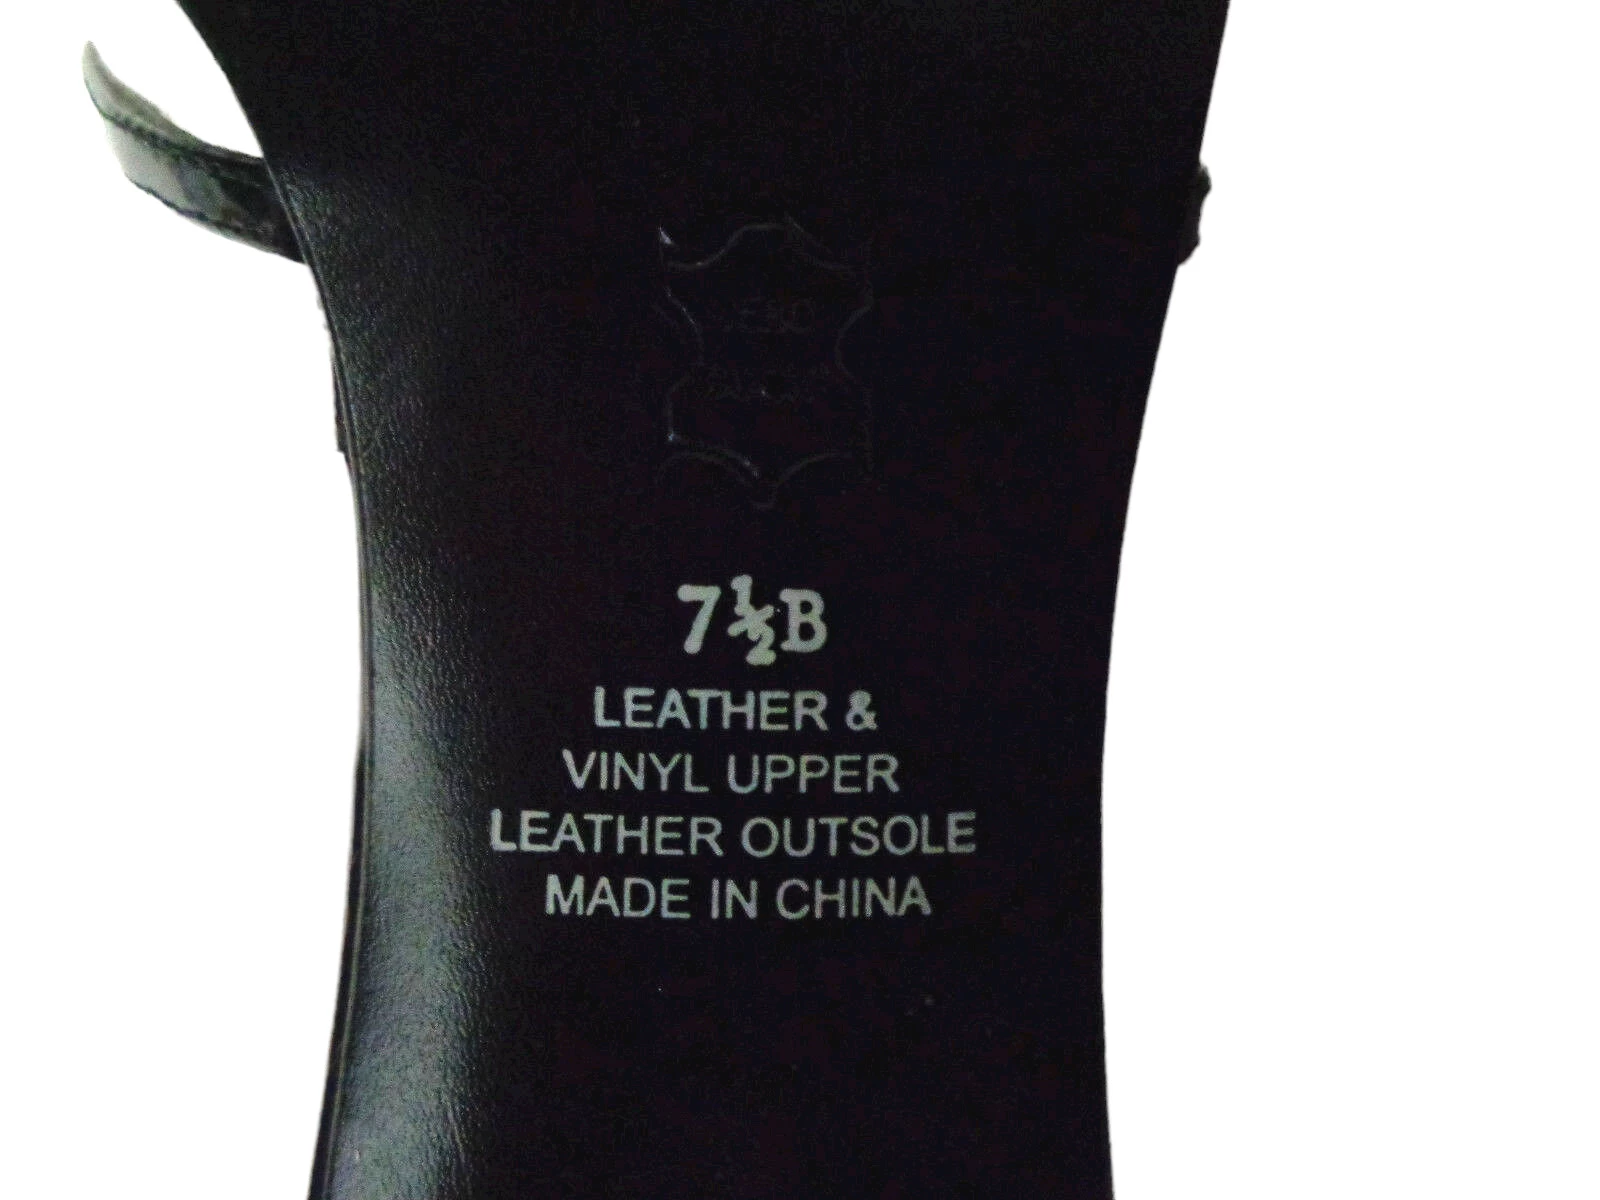 7½B
LEATHER &
VINYL UPPER
LEATHER OUTSOLE
MADE IN CHINA